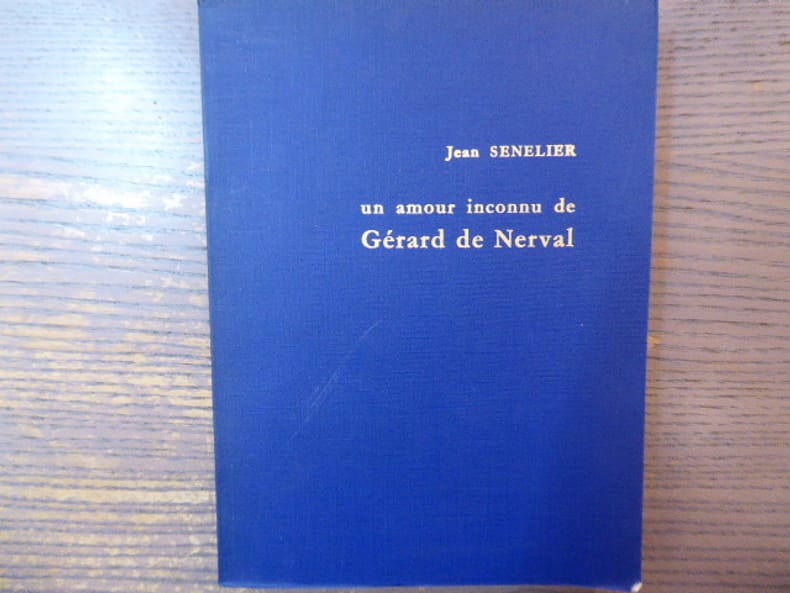 Jean SENELIER
un amour inconnu de
Gérard de Nerval